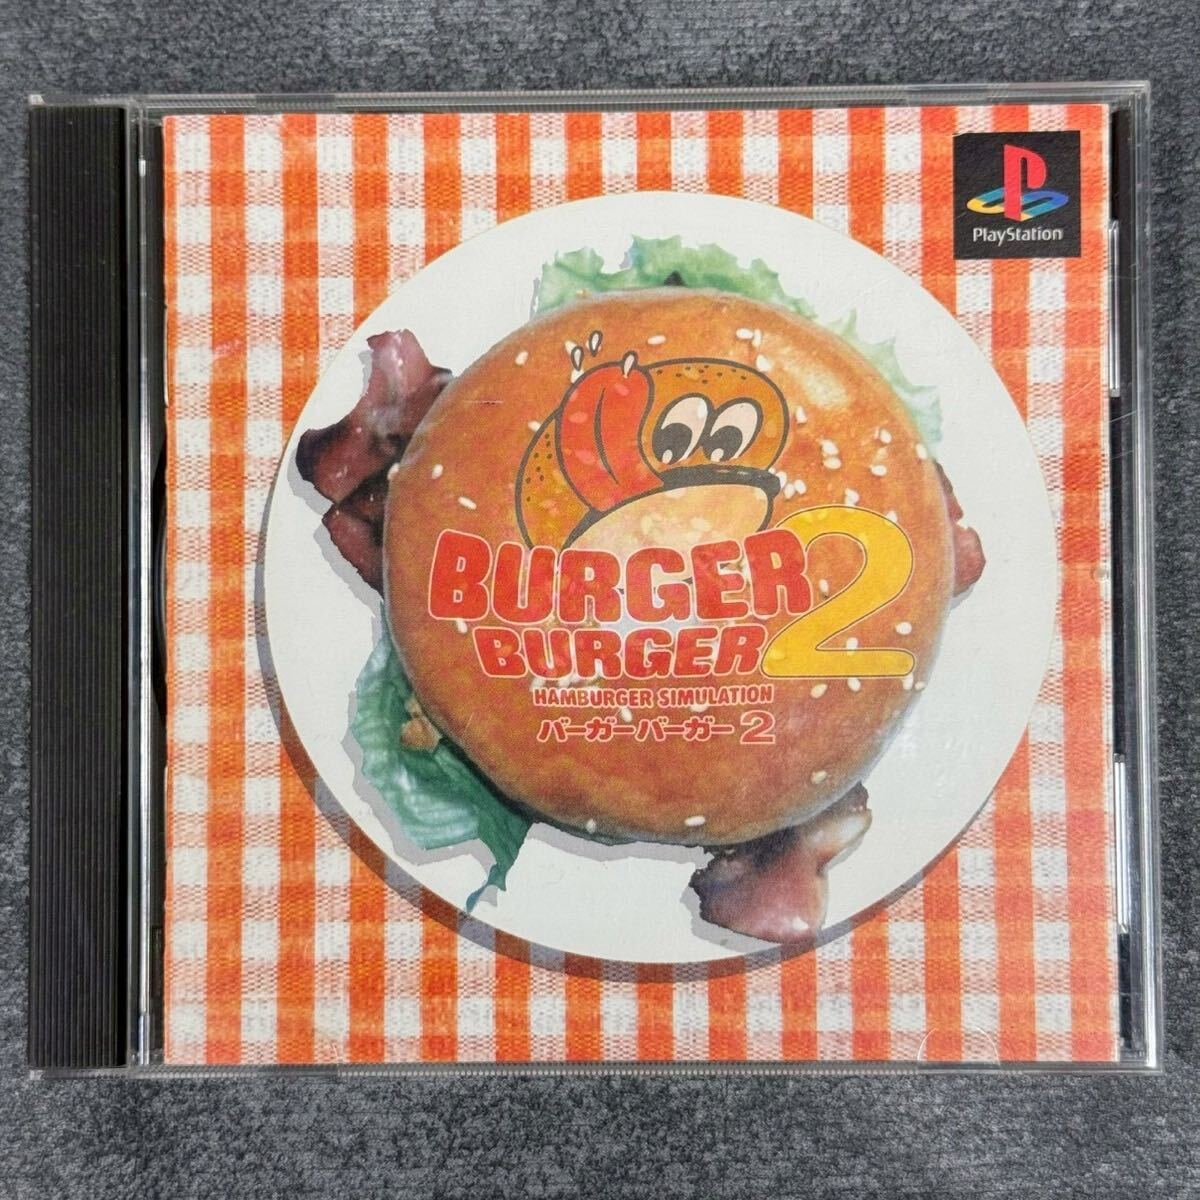 PlayStation
BURGER
BURGER 2
HAMBURGER SIMULATION
バーガーバーガー 2